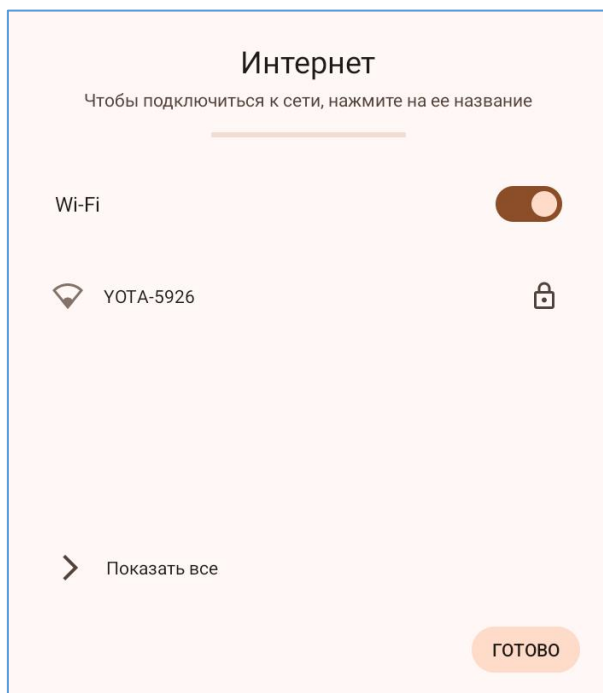 Интернет
Чтобы подключиться к сети, нажмите на ее название
Wi-Fi
YOTA-5926
Показать все
ГОТОВО